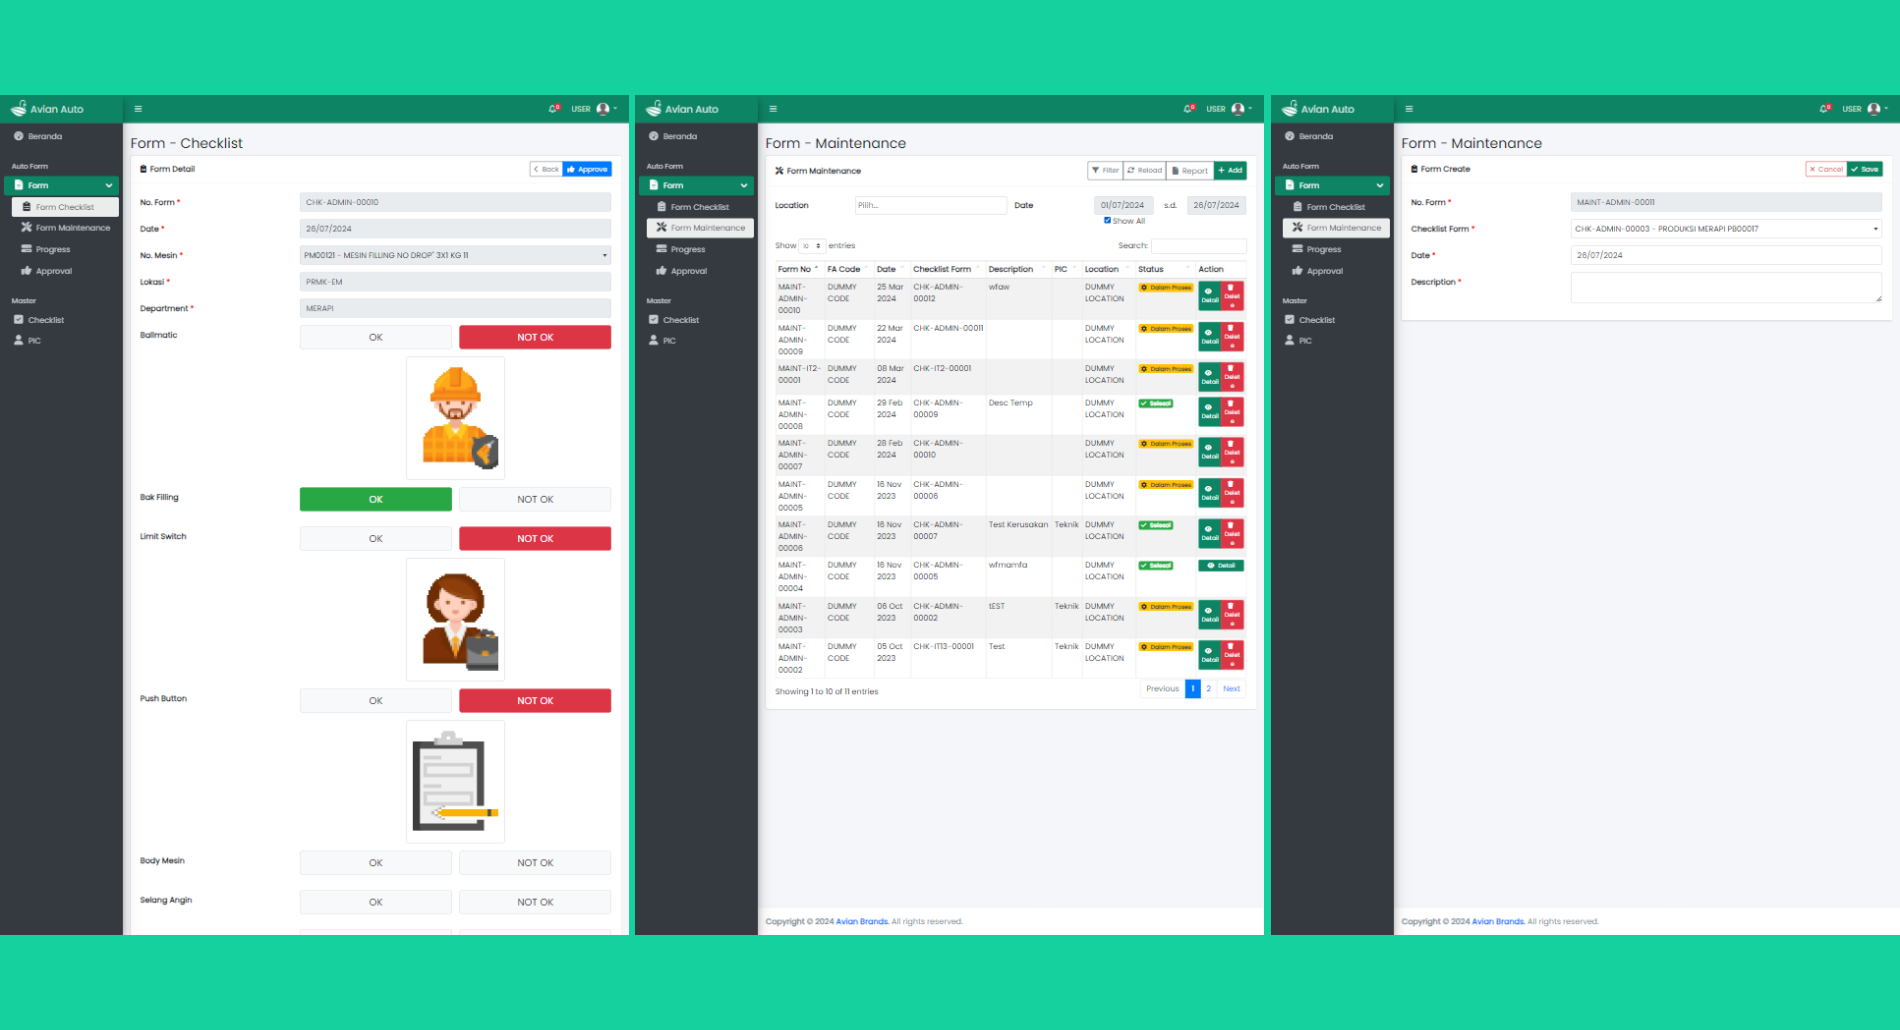 Avian Auto
USER
Beranda
Auto Form
Form
Form Checklist
Form Maintenance
Progress
Approval
Master
Checklist
PIC
Form - Checklist
Form Detail
Back
Approve
No. Form *
CHK-ADMIN-00010
Date *
26/07/2024
No. Mesin *
PM00121 - MESIN FILLING NO DROP" 3X1 KG 11
Lokasi *
PRMK-EM
Department *
MERAPI
Ballmatic
OK
NOT OK
Bak Filling
OK
NOT OK
Limit Switch
OK
NOT OK
Push Button
OK
NOT OK
Body Mesin
OK
NOT OK
Selang Angin
OK
NOT OK
Avian Auto
USER
Beranda
Auto Form
Form
Form Checklist
Form Maintenance
Progress
Approval
Master
Checklist
PIC
Form - Maintenance
Form Maintenance
Filter
Reload
Report
+ Add
Location
Pilih...
Date
01/07/2024
s.d.
26/07/2024
Show All
Show 10 entries
Search:
Form No FA Code Date Checklist Form Description PIC Location Status Action
MAINT-ADMIN-00010 DUMMY CODE 25 Mar 2024 CHK-ADMIN-00012 wfaw DUMMY LOCATION Dalam Proses Detail Delete
MAINT-ADMIN-00009 DUMMY CODE 22 Mar 2024 CHK-ADMIN-00011 DUMMY LOCATION Dalam Proses Detail Delete
MAINT-IT2-00001 DUMMY CODE 08 Mar 2024 CHK-IT2-00001 DUMMY LOCATION Dalam Proses Detail Delete
MAINT-ADMIN-00008 DUMMY CODE 29 Feb 2024 CHK-ADMIN-00009 Desc Temp DUMMY LOCATION Selesai Detail Delete
MAINT-ADMIN-00007 DUMMY CODE 28 Feb 2024 CHK-ADMIN-00010 DUMMY LOCATION Dalam Proses Detail Delete
MAINT-ADMIN-00005 DUMMY CODE 16 Nov 2023 CHK-ADMIN-00006 DUMMY LOCATION Dalam Proses Detail Delete
MAINT-ADMIN-00006 DUMMY CODE 16 Nov 2023 CHK-ADMIN-00007 Test Kerusakan Teknik DUMMY LOCATION Selesai Detail Delete
MAINT-ADMIN-00004 DUMMY CODE 16 Nov 2023 CHK-ADMIN-00005 wfmamfa DUMMY LOCATION Selesai Detail
MAINT-ADMIN-00003 DUMMY CODE 06 Oct 2023 CHK-ADMIN-00002 tEST Teknik DUMMY LOCATION Dalam Proses Detail Delete
MAINT-ADMIN-00002 DUMMY CODE 05 Oct 2023 CHK-IT13-00001 Test Teknik DUMMY LOCATION Dalam Proses Detail Delete
Showing 1 to 10 of 11 entries
Previous 1 2 Next
Copyright © 2024 Avian Brands. All rights reserved.
Avian Auto
USER
Beranda
Auto Form
Form
Form Checklist
Form Maintenance
Progress
Approval
Master
Checklist
PIC
Form - Maintenance
Form Create
Cancel
Save
No. Form *
MAINT-ADMIN-00011
Checklist Form *
CHK-ADMIN-00003 - PRODUKSI MERAPI PB00017
Date *
26/07/2024
Description *
Copyright © 2024 Avian Brands. All rights reserved.